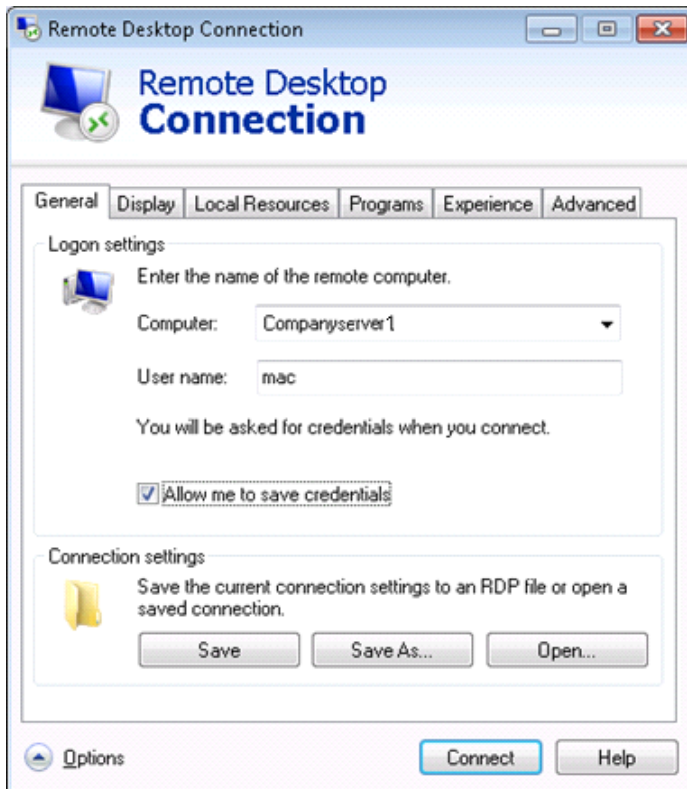 Remote Desktop Connection
Remote Desktop
Connection
General Display Local Resources Programs Experience Advanced
Logon settings
Enter the name of the remote computer.
Computer: Companyserver1
User name: mac
You will be asked for credentials when you connect.
Allow me to save credentials
Connection settings
Save the current connection settings to an RDP file or open a
saved connection.
Save Save As... Open...
Options Connect Help